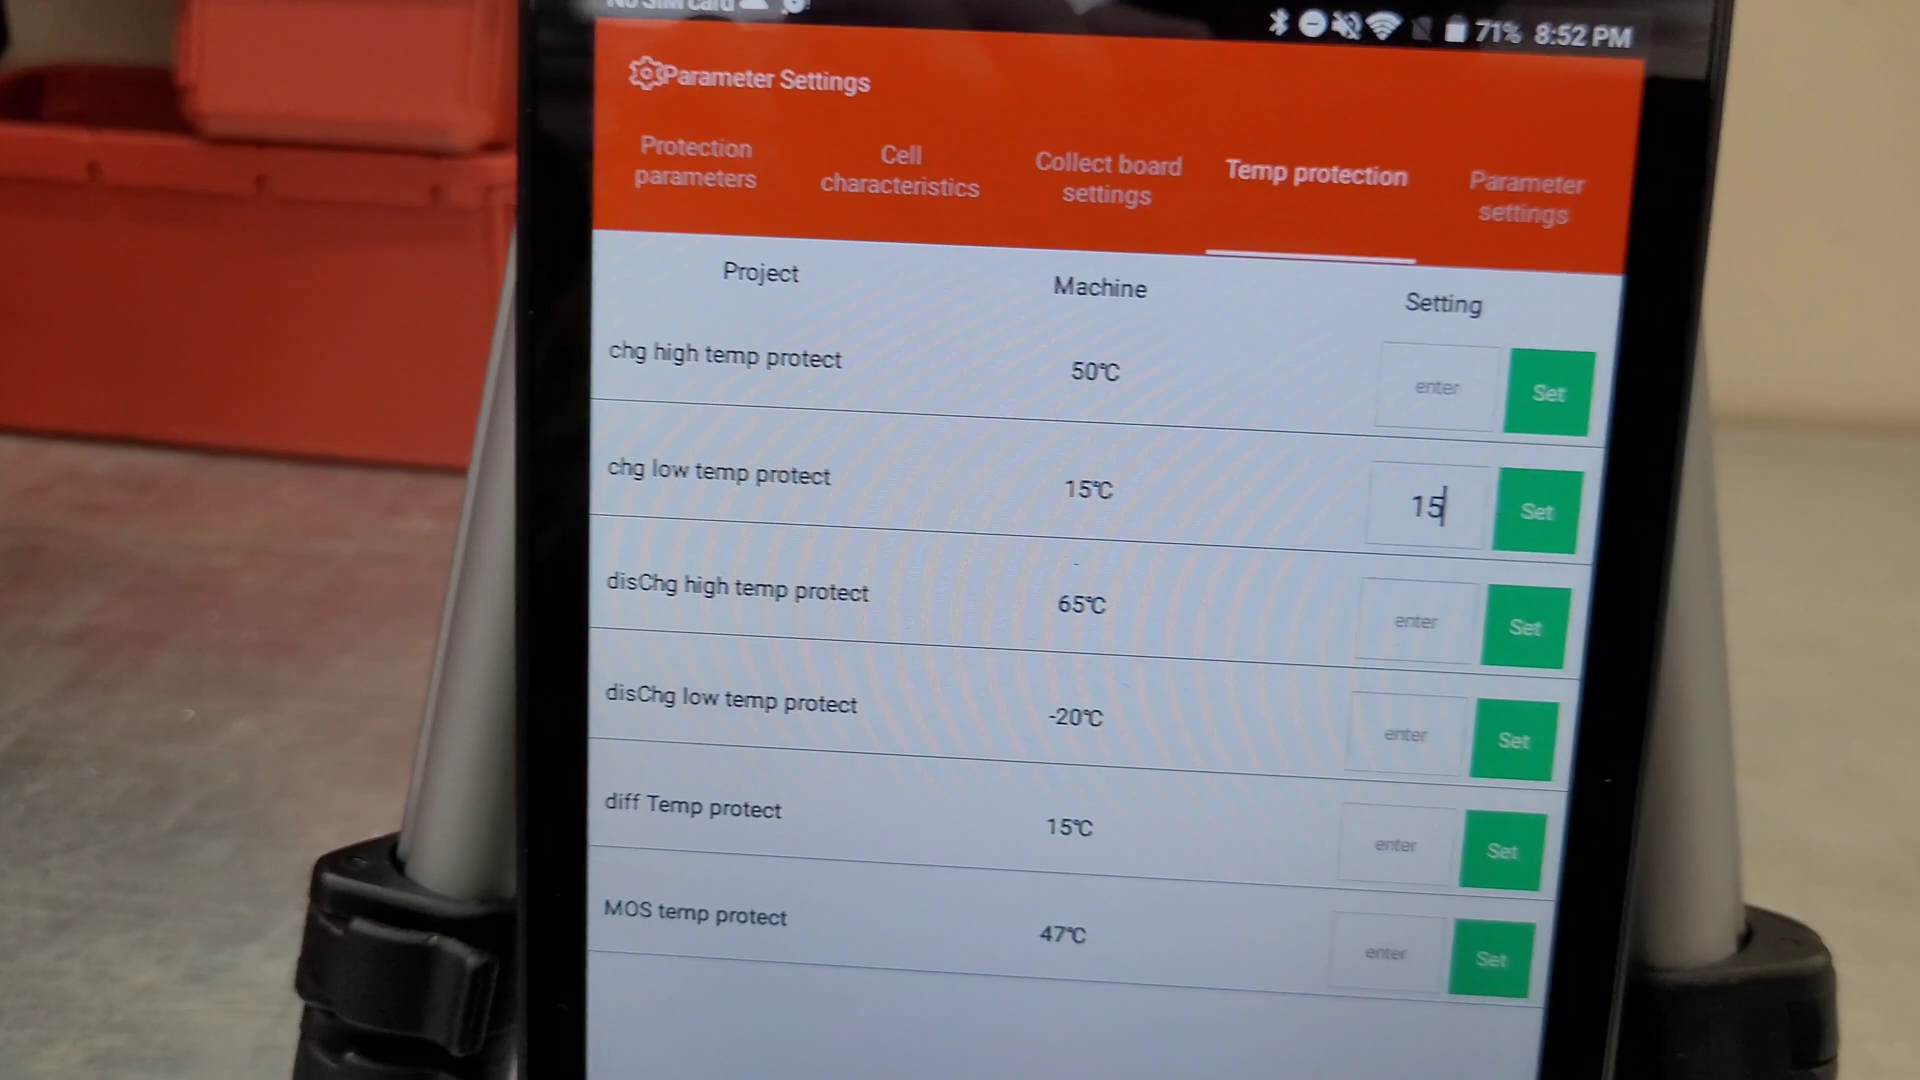 No SIM card
71% 8:52 PM
Parameter Settings
Protection
parameters
Cell
characteristics
Collect board
settings
Temp protection
Parameter
settings
Project Machine Setting
chg high temp protect 50℃ enter Set
chg low temp protect 15℃ 15 Set
disChg high temp protect 65℃ enter Set
disChg low temp protect -20℃ enter Set
diff Temp protect 15℃ enter Set
MOS temp protect 47℃ enter Set